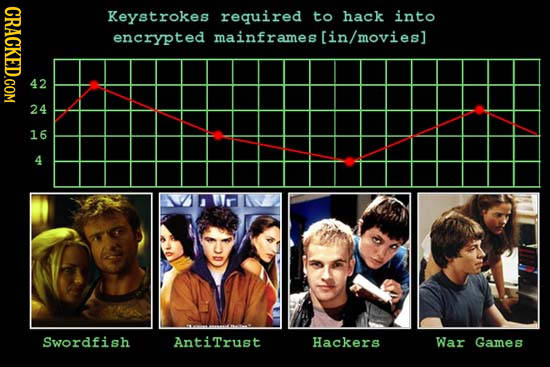 CRACKED.COM
Keystrokes required to hack into
encrypted mainframes[in/movies]
42
24
16
4
Swordfish
AntiTrust
Hackers
War Games